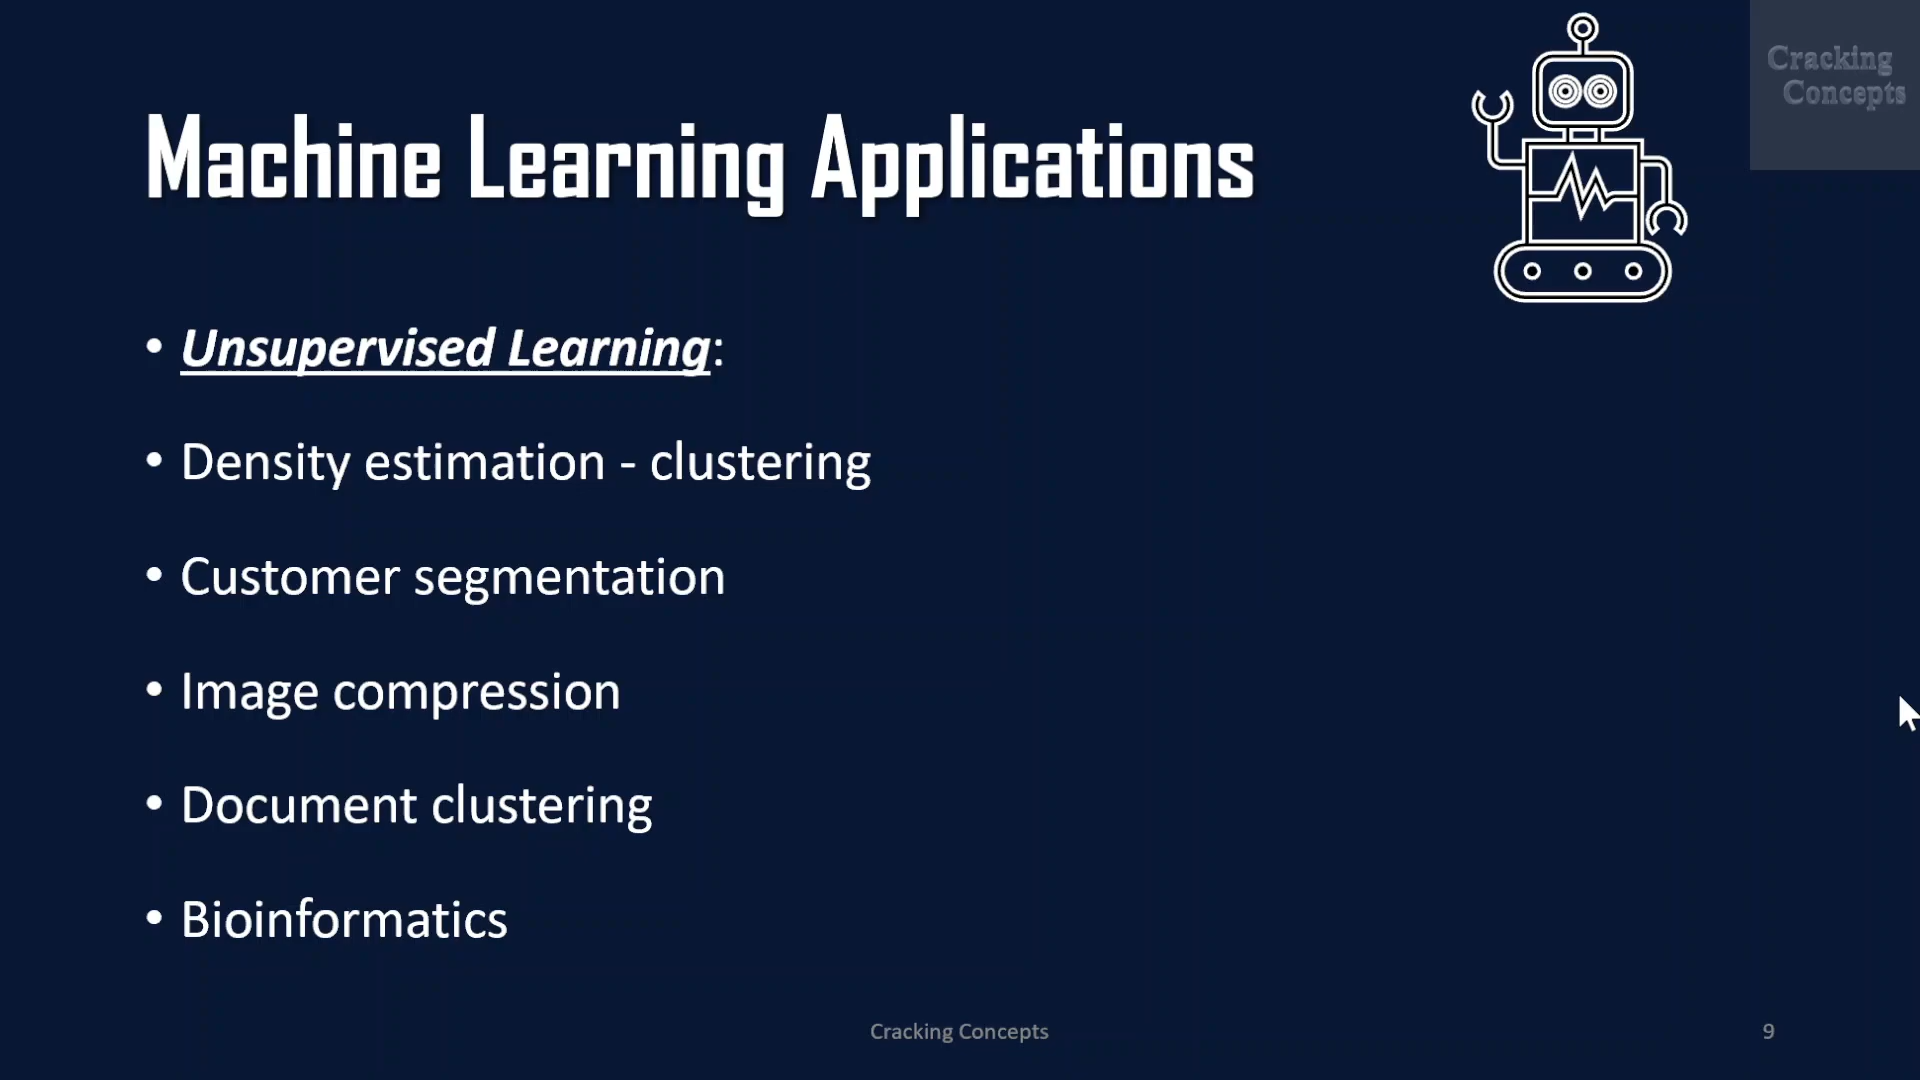 Cracking
Concepts
Machine Learning Applications
• Unsupervised Learning:
• Density estimation - clustering
• Customer segmentation
• Image compression
• Document clustering
• Bioinformatics
Cracking Concepts
9